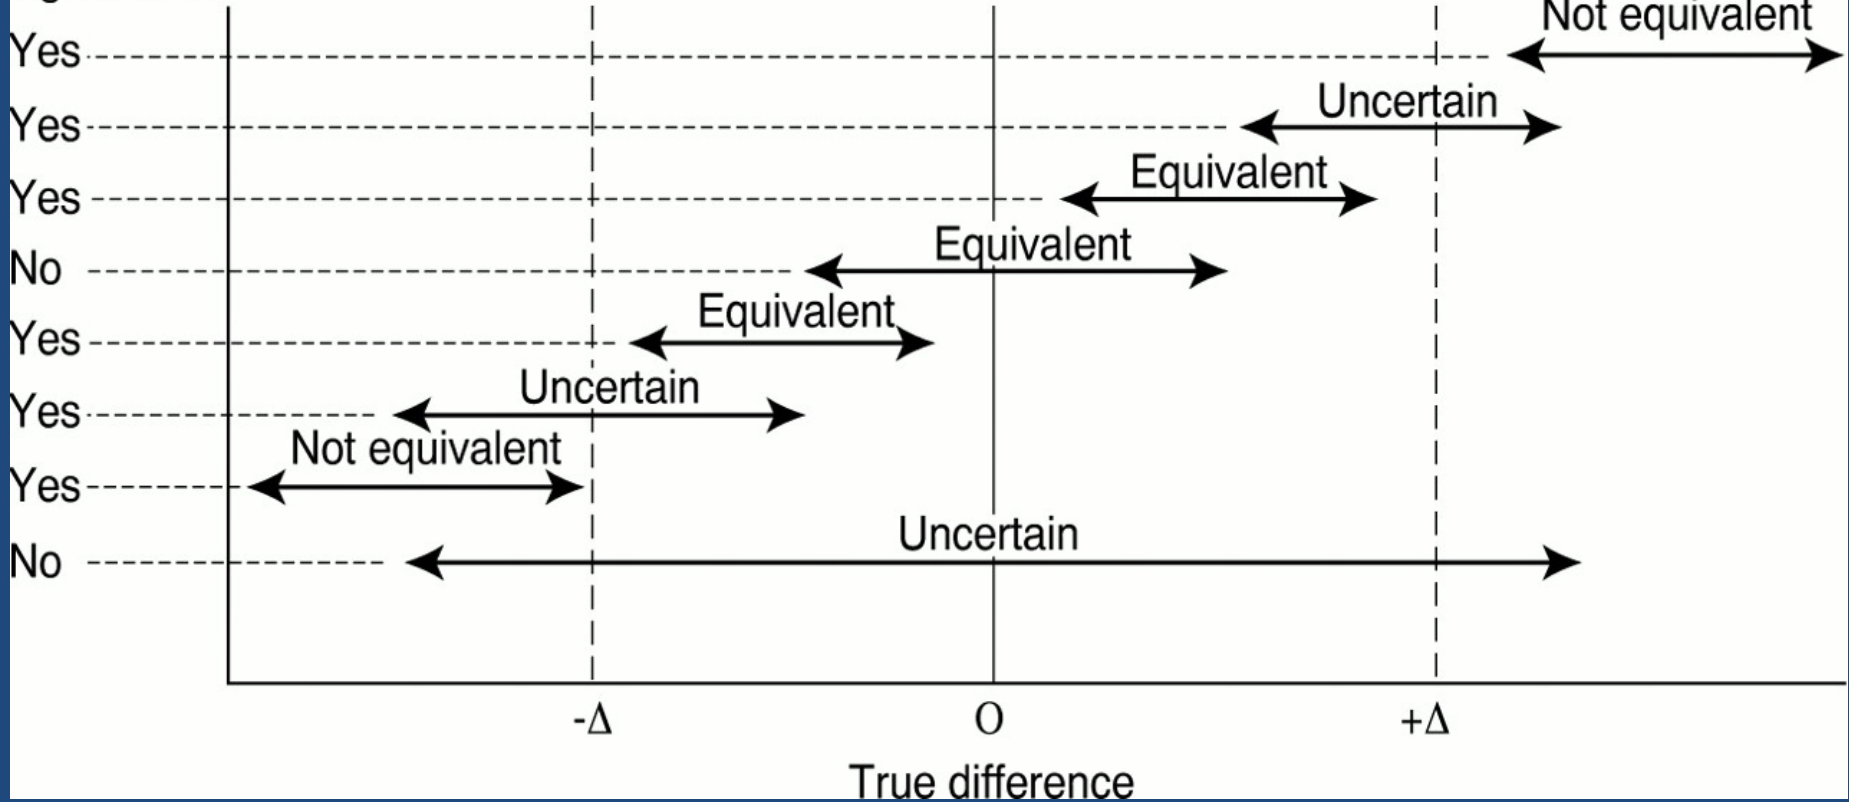 Not equivalent
Yes
Uncertain
Yes
Equivalent
Yes
Equivalent
No
Equivalent
Yes
Uncertain
Yes
Not equivalent
Yes
Uncertain
No
-Δ O +Δ
True difference